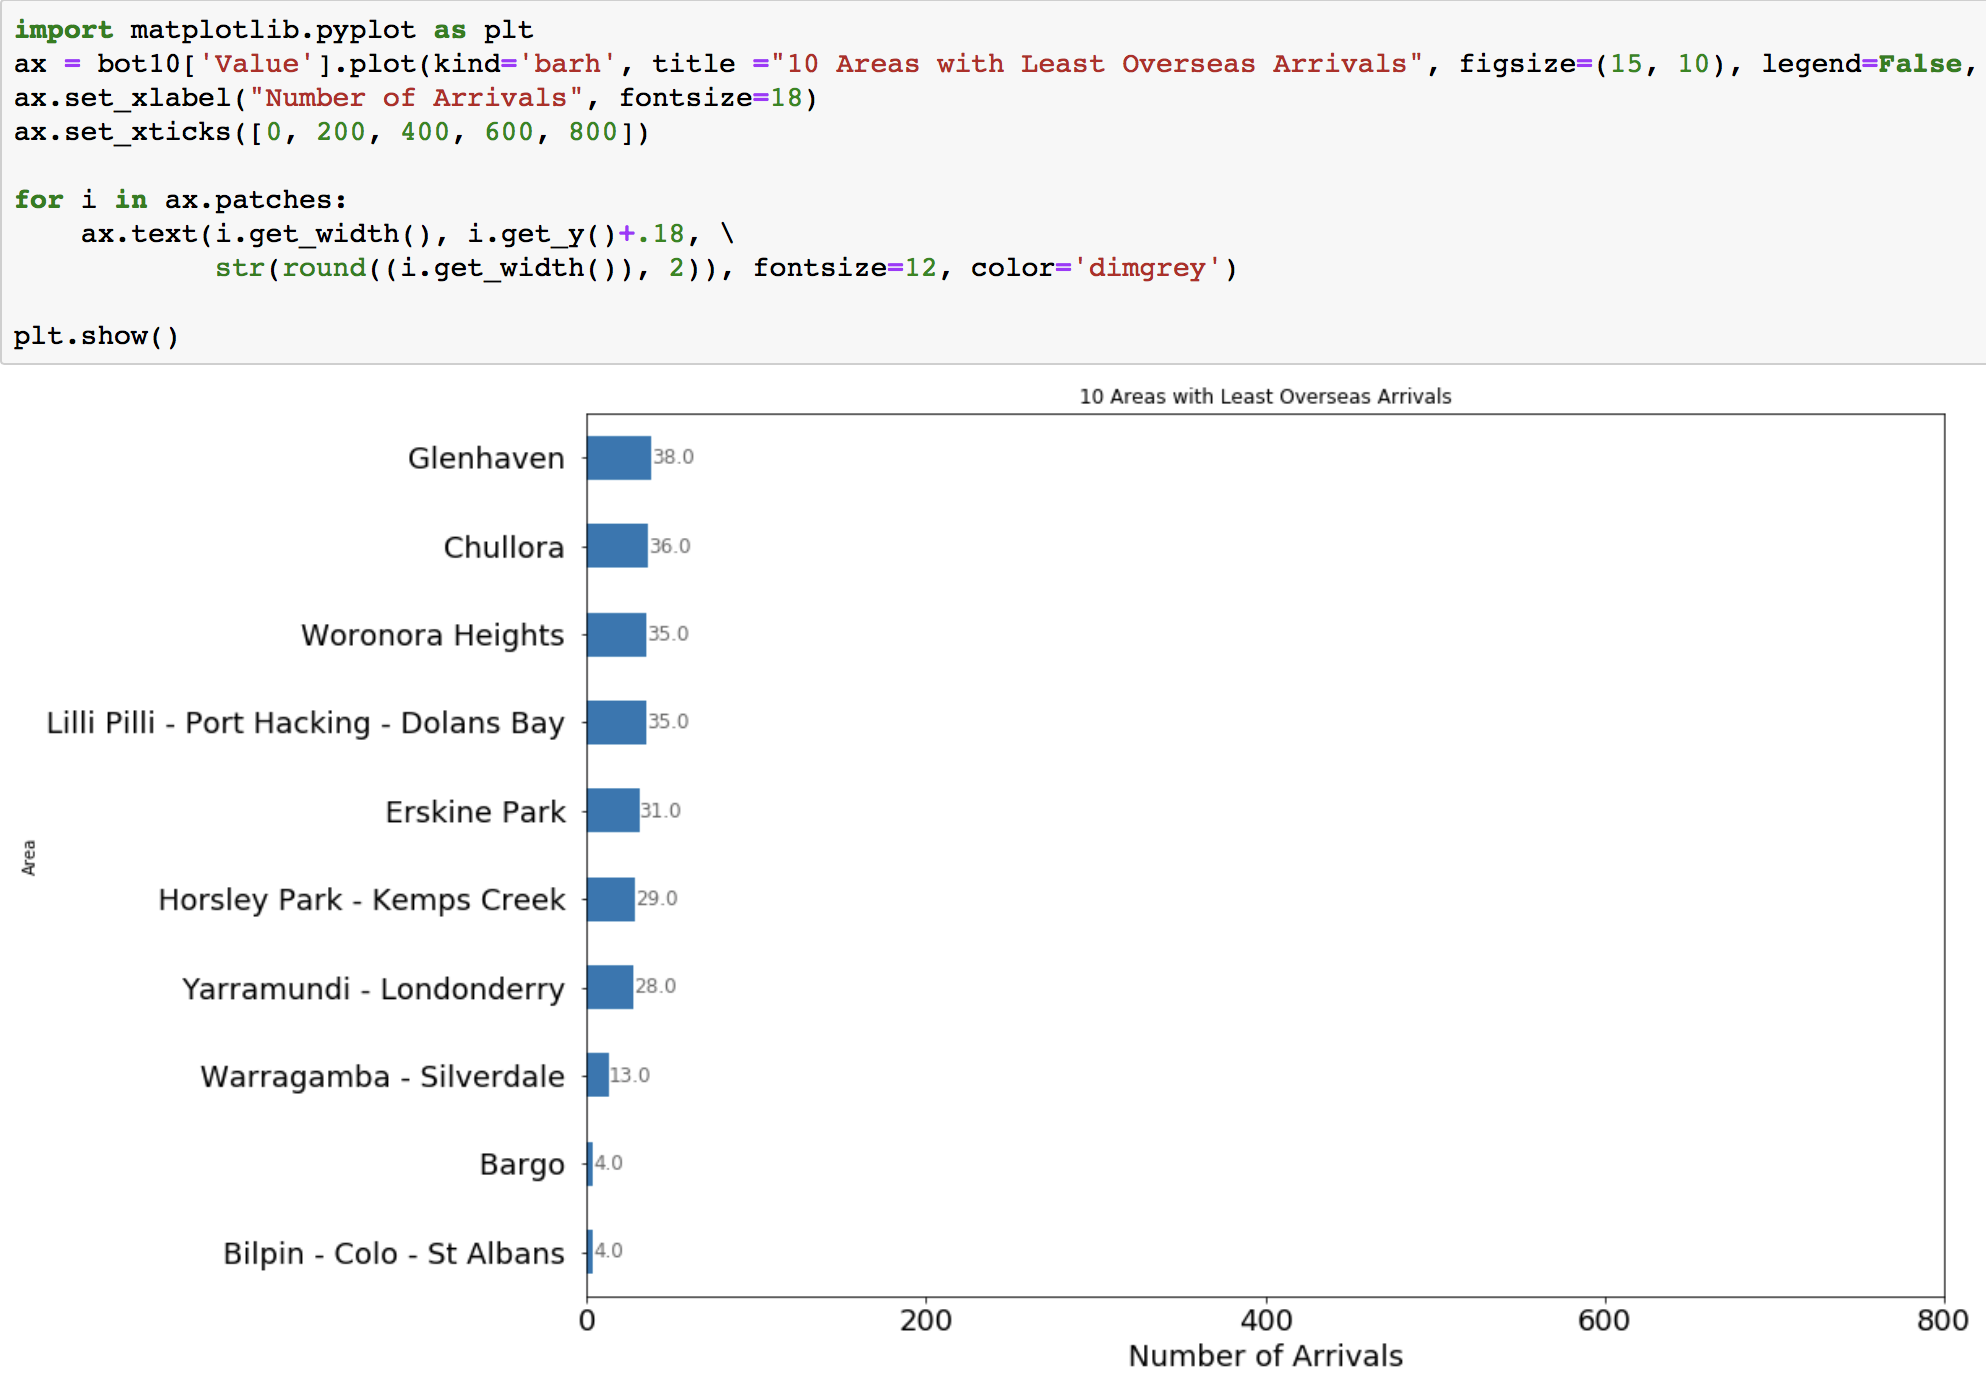 import matplotlib.pyplot as plt
ax = bot10['Value'].plot(kind='barh', title ="10 Areas with Least Overseas Arrivals", figsize=(15, 10), legend=False,
ax.set_xlabel("Number of Arrivals", fontsize=18)
ax.set_xticks([0, 200, 400, 600, 800])
for i in ax.patches:
    ax.text(i.get_width(), i.get_y()+.18, \
            str(round((i.get_width()), 2)), fontsize=12, color='dimgrey')
plt.show()
10 Areas with Least Overseas Arrivals
Glenhaven 38.0
Chullora 36.0
Woronora Heights 35.0
Lilli Pilli - Port Hacking - Dolans Bay 35.0
Erskine Park 31.0
Area
Horsley Park - Kemps Creek 29.0
Yarramundi - Londonderry 28.0
Warragamba - Silverdale 13.0
Bargo 4.0
Bilpin - Colo - St Albans 4.0
0 200 400 600 800
Number of Arrivals